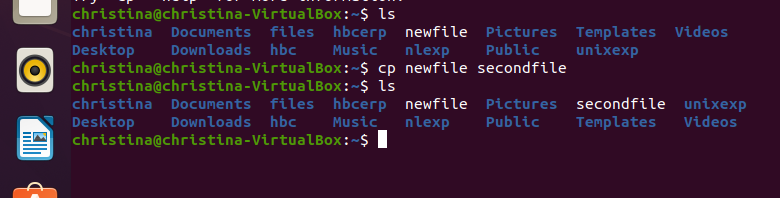 christina@christina-VirtualBox:~$ ls
christina  Documents  files  hbcerp  newfile  Pictures  Templates  Videos
Desktop    Downloads  hbc    Music   nlexp    Public    unixexp
christina@christina-VirtualBox:~$ cp newfile secondfile
christina@christina-VirtualBox:~$ ls
christina  Documents  files  hbcerp  newfile  Pictures  secondfile  unixexp
Desktop    Downloads  hbc    Music   nlexp    Public    Templates   Videos
christina@christina-VirtualBox:~$